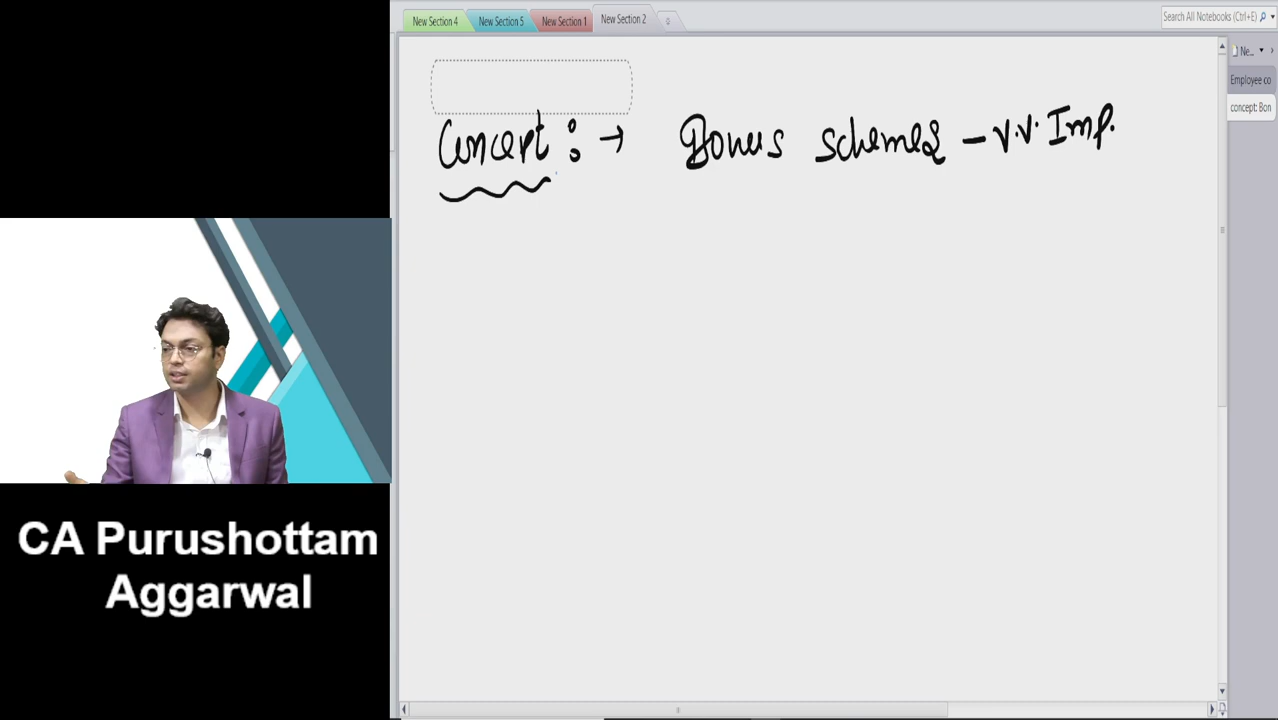 New Section 4 New Section 5 New Section 1 New Section 2
Search All Notebooks (Ctrl+E)
Ne...
Employee co
concept: Bon
Concept :→ Bonus schemes - V.V. Imp.
CA Purushottam
Aggarwal